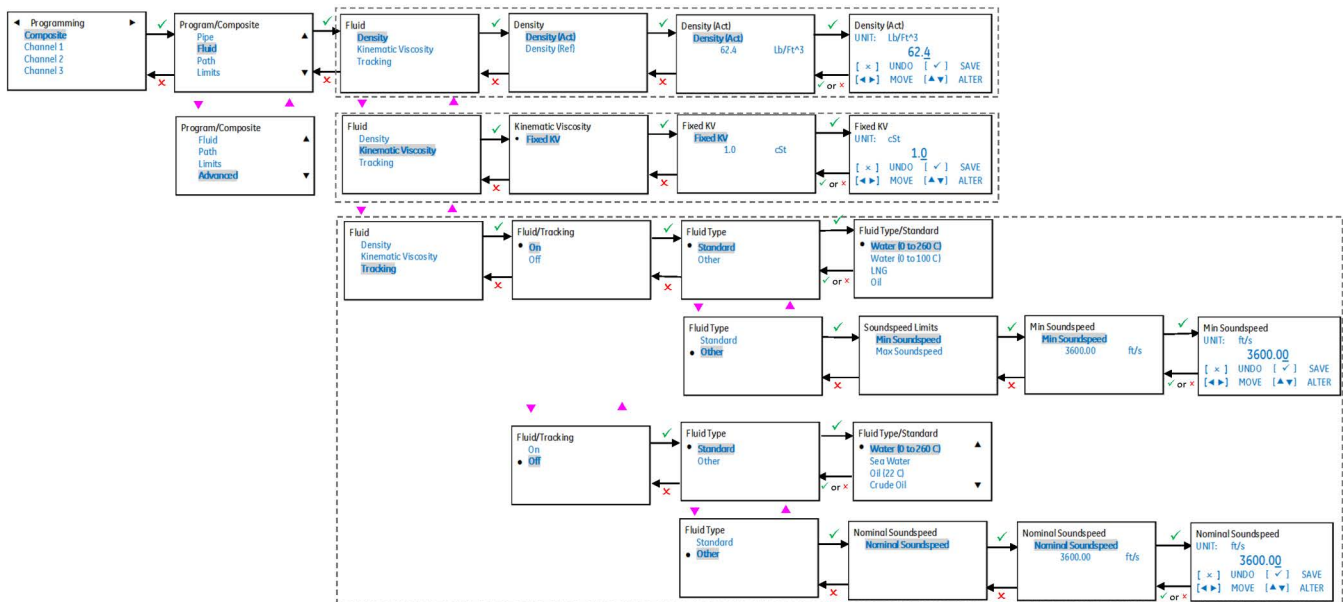 ◄ Programming ►
Composite
Channel 1
Channel 2
Channel 3
Program/Composite
Pipe
Fluid
Path
Limits
Fluid
Density
Kinematic Viscosity
Tracking
Density
Density (Act)
Density (Ref)
Density (Act)
Density (Act)
62.4 Lb/Ft^3
Density (Act)
UNIT: Lb/Ft^3
62.4
[ × ] UNDO [ ✓ ] SAVE
[◄ ►] MOVE [▲▼] ALTER
✓ or ×
Program/Composite
Fluid
Path
Limits
Advanced
Fluid
Density
Kinematic Viscosity
Tracking
Kinematic Viscosity
• Fixed KV
Fixed KV
Fixed KV
1.0 cSt
Fixed KV
UNIT: cSt
1.0
[ × ] UNDO [ ✓ ] SAVE
[◄ ►] MOVE [▲▼] ALTER
✓ or ×
Fluid
Density
Kinematic Viscosity
Tracking
Fluid/Tracking
• On
Off
Fluid Type
• Standard
Other
Fluid Type/Standard
• Water (0 to 260 C)
Water (0 to 100 C)
LNG
Oil
✓ or ×
Fluid Type
Standard
• Other
Soundspeed Limits
Min Soundspeed
Max Soundspeed
Min Soundspeed
Min Soundspeed
3600.00 ft/s
Min Soundspeed
UNIT: ft/s
3600.00
[ × ] UNDO [ ✓ ] SAVE
[◄ ►] MOVE [▲▼] ALTER
✓ or ×
Fluid/Tracking
On
• Off
Fluid Type
• Standard
Other
Fluid Type/Standard
• Water (0 to 260 C)
Sea Water
Oil (22 C)
Crude Oil
✓ or ×
Fluid Type
Standard
• Other
Nominal Soundspeed
Nominal Soundspeed
Nominal Soundspeed
Nominal Soundspeed
3600.00 ft/s
Nominal Soundspeed
UNIT: ft/s
3600.00
[ × ] UNDO [ ✓ ] SAVE
[◄ ►] MOVE [▲▼] ALTER
✓ or ×